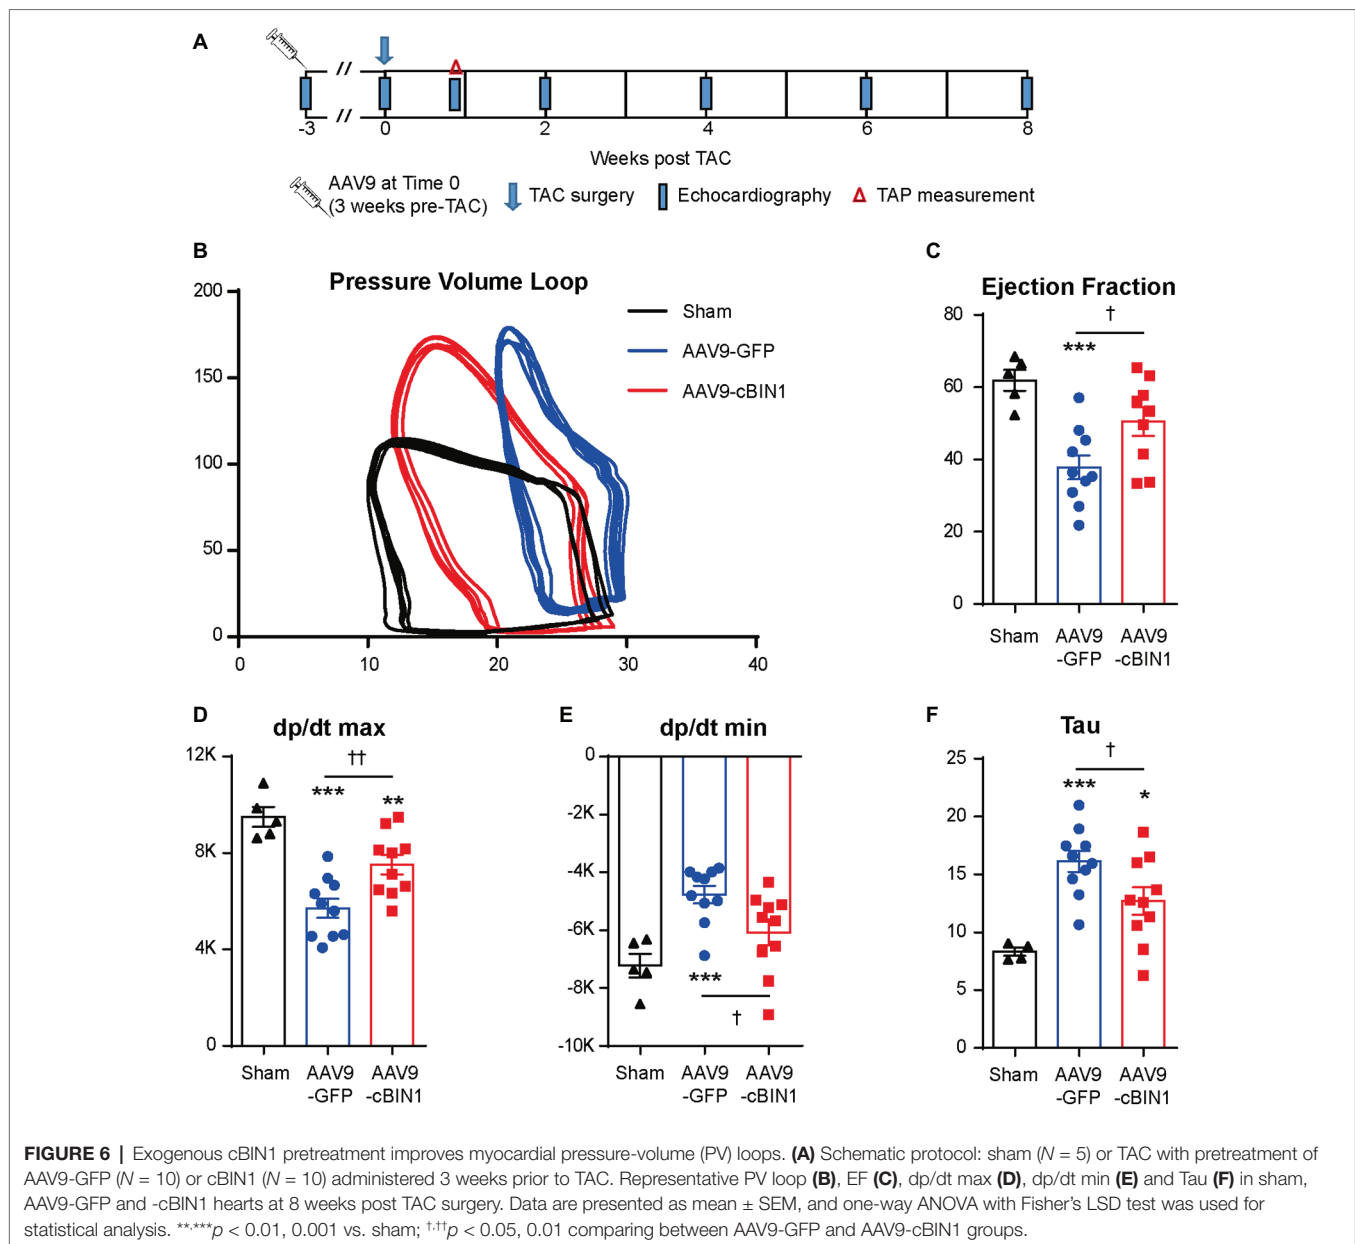 A
//
//
-3
0
2
4
6
8
Weeks post TAC
AAV9 at Time 0
(3 weeks pre-TAC)
TAC surgery
Echocardiography
TAP measurement
B
Pressure Volume Loop
200
150
100
50
0
0
10
20
30
40
Sham
AAV9-GFP
AAV9-cBIN1
C
Ejection Fraction
80
60
40
20
0
†
***
Sham
AAV9
-GFP
AAV9
-cBIN1
D
dp/dt max
12K
8K
4K
0
††
***
**
Sham
AAV9
-GFP
AAV9
-cBIN1
E
dp/dt min
0
-2K
-4K
-6K
-8K
-10K
***
†
Sham
AAV9
-GFP
AAV9
-cBIN1
F
Tau
25
20
15
10
5
0
†
***
*
Sham
AAV9
-GFP
AAV9
-cBIN1
FIGURE 6 | Exogenous cBIN1 pretreatment improves myocardial pressure-volume (PV) loops. (A) Schematic protocol: sham (N = 5) or TAC with pretreatment of
AAV9-GFP (N = 10) or cBIN1 (N = 10) administered 3 weeks prior to TAC. Representative PV loop (B), EF (C), dp/dt max (D), dp/dt min (E) and Tau (F) in sham,
AAV9-GFP and -cBIN1 hearts at 8 weeks post TAC surgery. Data are presented as mean ± SEM, and one-way ANOVA with Fisher's LSD test was used for
statistical analysis. **,***p < 0.01, 0.001 vs. sham; †,††p < 0.05, 0.01 comparing between AAV9-GFP and AAV9-cBIN1 groups.